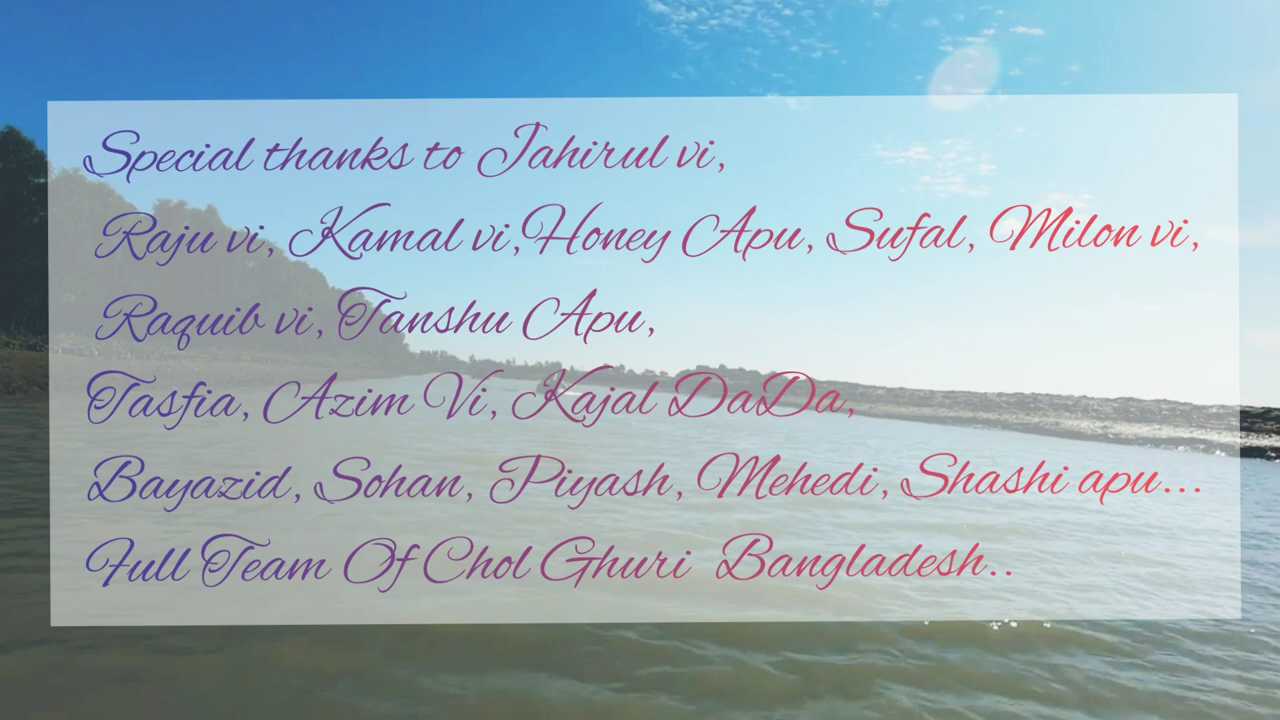 Special thanks to Jahirul vi,
Raju vi, Kamal vi,Honey Apu, Sufal, Milon vi,
Raquib vi, Tanshu Apu,
Tasfia, Azim Vi, Kajal DaDa,
Bayazid, Sohan, Piyash, Mehedi, Shashi apu...
Full Team Of Chol Ghuri Bangladesh..